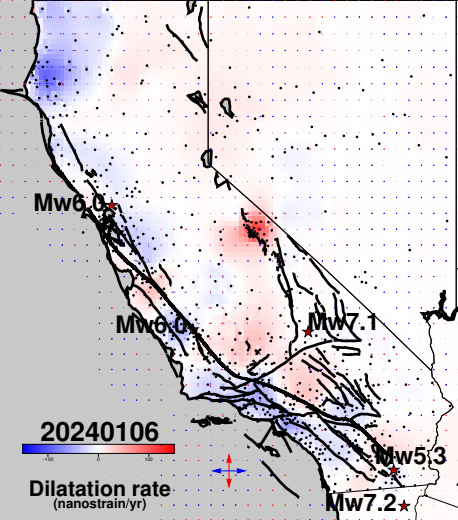 Mw6.0
Mw6.0
Mw7.1
20240106
-100 0 100
Dilatation rate
(nanostrain/yr)
Mw5.3
Mw7.2